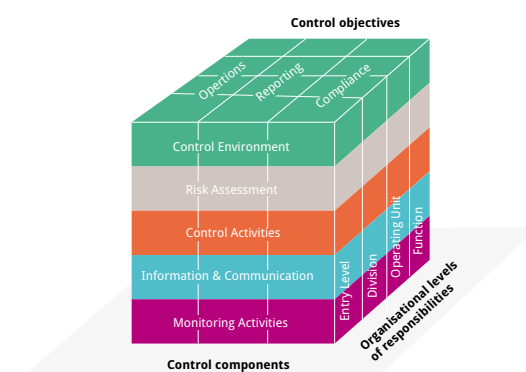 Control objectives
Opertions
Reporting
Compliance
Control Environment
Risk Assessment
Control Activities
Information & Communication
Monitoring Activities
Entry Level
Division
Operating Unit
Function
Organisational levels
of responsibilities
Control components